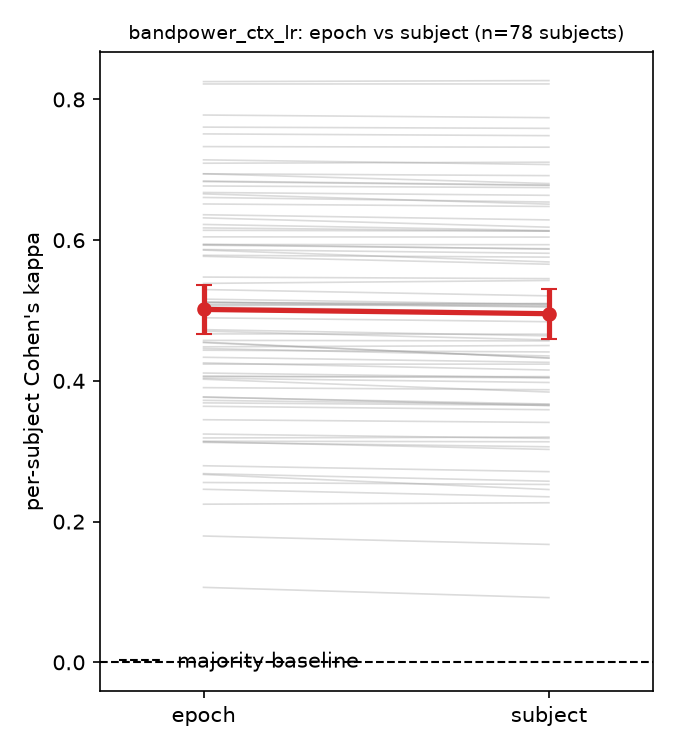 bandpower_ctx_lr: epoch vs subject (n=78 subjects)
per-subject Cohen's kappa
0.8
0.6
0.4
0.2
0.0
majority baseline
epoch
subject